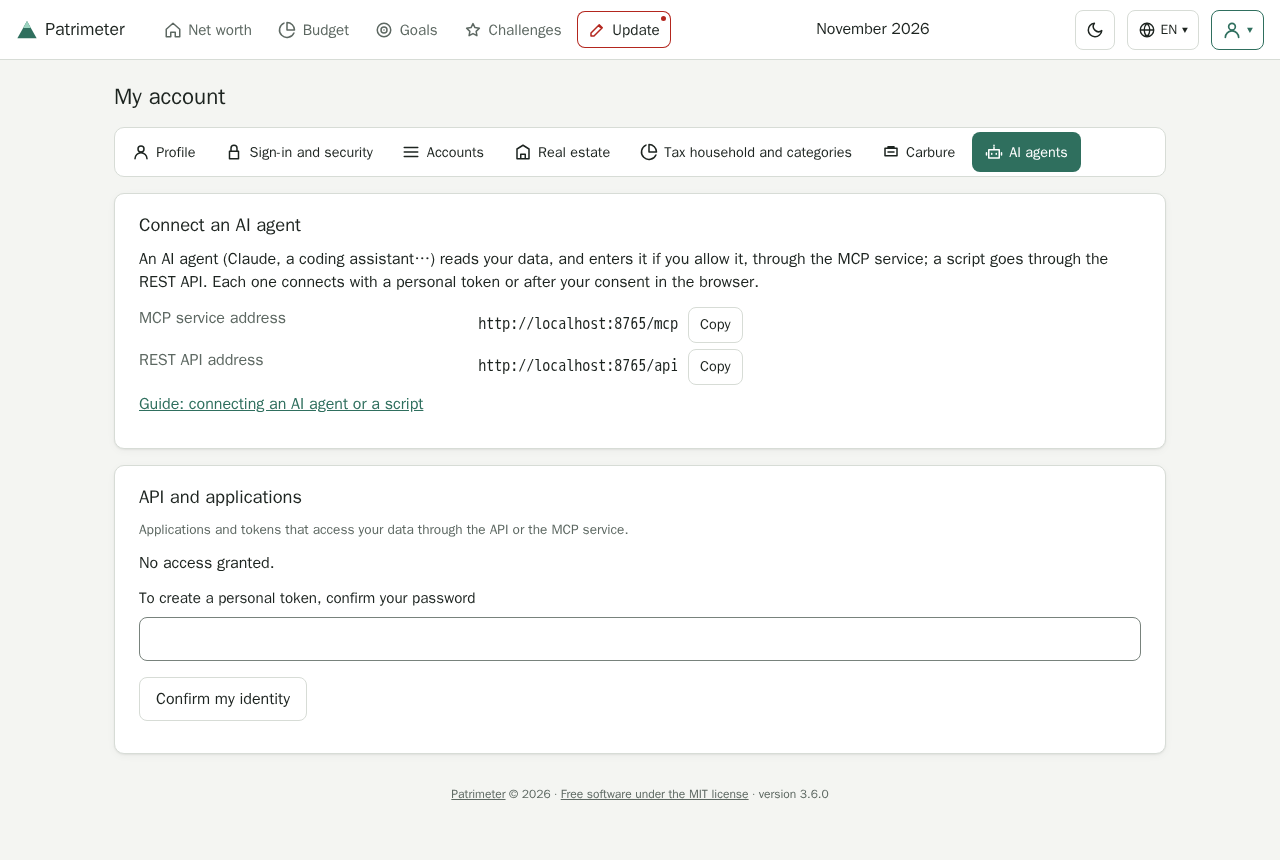 Patrimeter
Net worth
Budget
Goals
Challenges
Update
November 2026
EN ▾
▾
My account
Profile
Sign-in and security
Accounts
Real estate
Tax household and categories
Carbure
AI agents
Connect an AI agent
An AI agent (Claude, a coding assistant…) reads your data, and enters it if you allow it, through the MCP service; a script goes through the
REST API. Each one connects with a personal token or after your consent in the browser.
MCP service address
http://localhost:8765/mcp
Copy
REST API address
http://localhost:8765/api
Copy
Guide: connecting an AI agent or a script
API and applications
Applications and tokens that access your data through the API or the MCP service.
No access granted.
To create a personal token, confirm your password
Confirm my identity
Patrimeter © 2026 · Free software under the MIT license · version 3.6.0